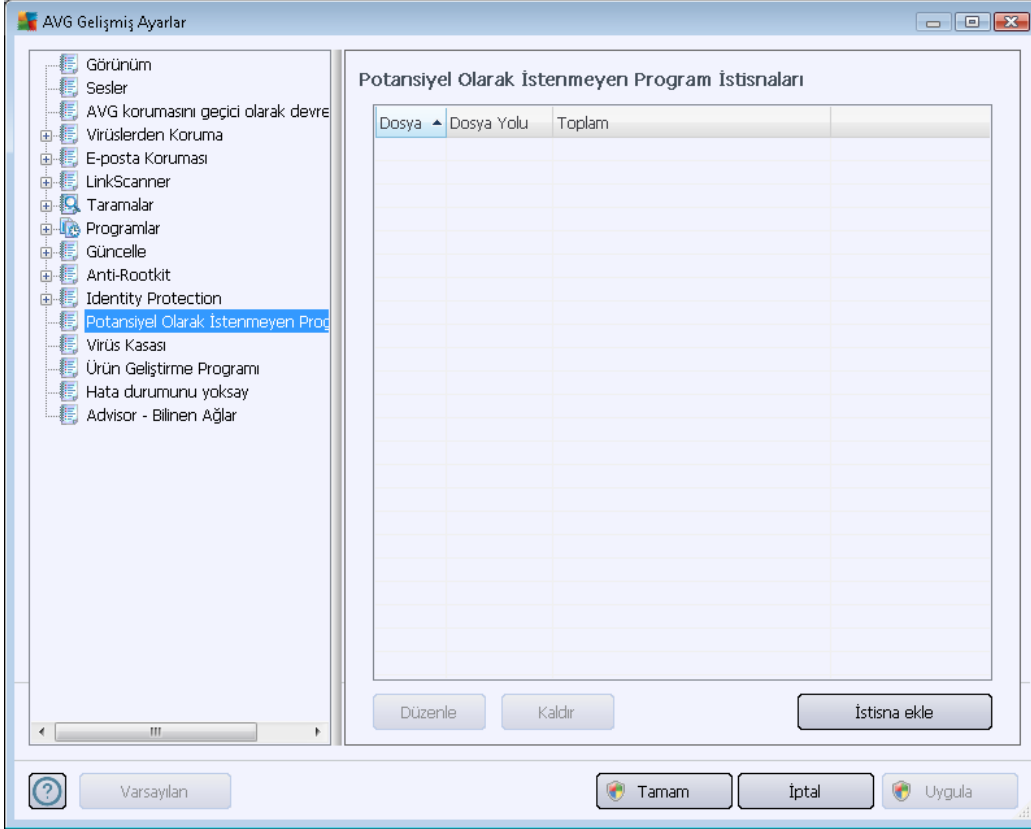 AVG Gelişmiş Ayarlar
Görünüm
Sesler
AVG korumasını geçici olarak devre
Virüslerden Koruma
E-posta Koruması
LinkScanner
Taramalar
Programlar
Güncelle
Anti-Rootkit
Identity Protection
Potansiyel Olarak İstenmeyen Prog
Virüs Kasası
Ürün Geliştirme Programı
Hata durumunu yoksay
Advisor - Bilinen Ağlar
Potansiyel Olarak İstenmeyen Program İstisnaları
Dosya Dosya Yolu Toplam
Düzenle Kaldır İstisna ekle
Varsayılan Tamam İptal Uygula